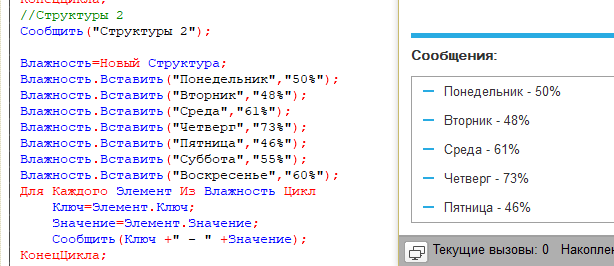 КонецЦикла;
//Структуры 2
Сообщить("Структуры 2");
Влажность=Новый Структура;
Влажность.Вставить("Понедельник","50%");
Влажность.Вставить("Вторник","48%");
Влажность.Вставить("Среда","61%");
Влажность.Вставить("Четверг","73%");
Влажность.Вставить("Пятница","46%");
Влажность.Вставить("Суббота","55%");
Влажность.Вставить("Воскресенье","60%");
Для Каждого Элемент Из Влажность Цикл
Ключ=Элемент.Ключ;
Значение=Элемент.Значение;
Сообщить(Ключ +" - " +Значение);
КонецЦикла;
Сообщения:
Понедельник - 50%
Вторник - 48%
Среда - 61%
Четверг - 73%
Пятница - 46%
Текущие вызовы: 0 Накопле